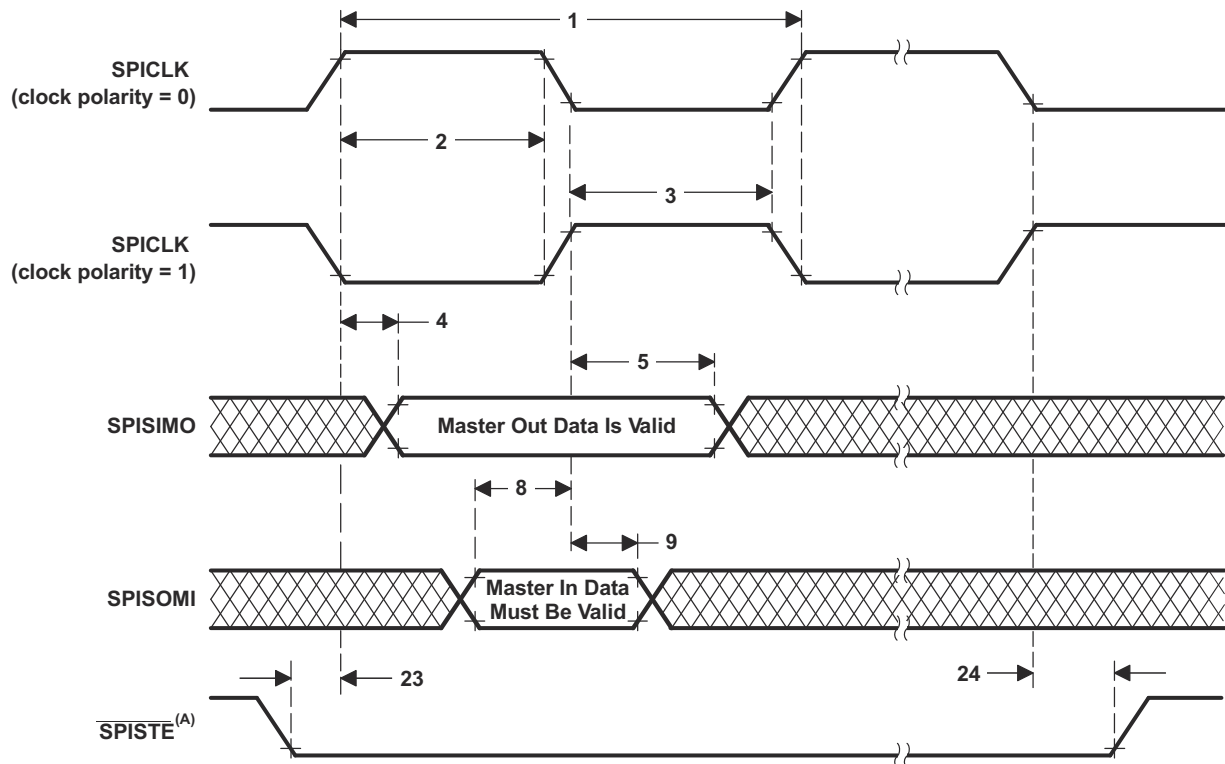 1
SPICLK
(clock polarity = 0)
2
3
SPICLK
(clock polarity = 1)
4
5
SPISIMO
Master Out Data Is Valid
8
9
SPISOMI
Master In Data
Must Be Valid
23
24
SPISTE(A)